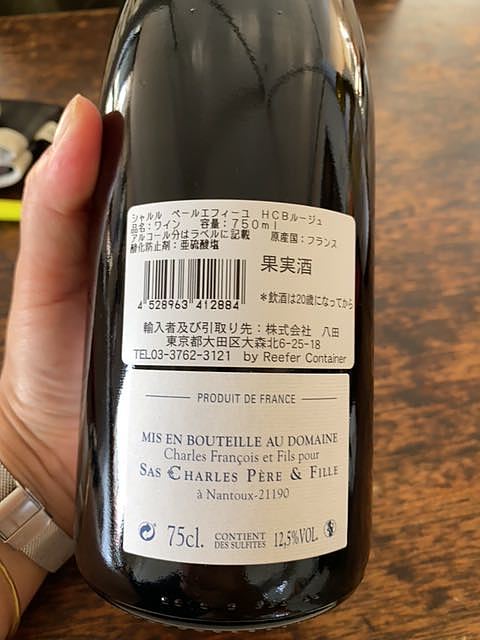 シャルル ペールエフィーユ HCBルージュ
品名:ワイン 容量:750ml
アルコール分はラベルに記載 原産国:フランス
酸化防止剤:亜硫酸塩
果実酒
4 528963 412884
*飲酒は20歳になってから
輸入者及び引取り先:株式会社 八田
東京都大田区大森北6-25-18
TEL03-3762-3121 by Reefer Container
PRODUIT DE FRANCE
MIS EN BOUTEILLE AU DOMAINE
Charles François et Fils pour
SAS CHARLES PÈRE & FILLE
à Nantoux-21190
75cl. CONTIENT DES SULFITES 12,5%VOL.